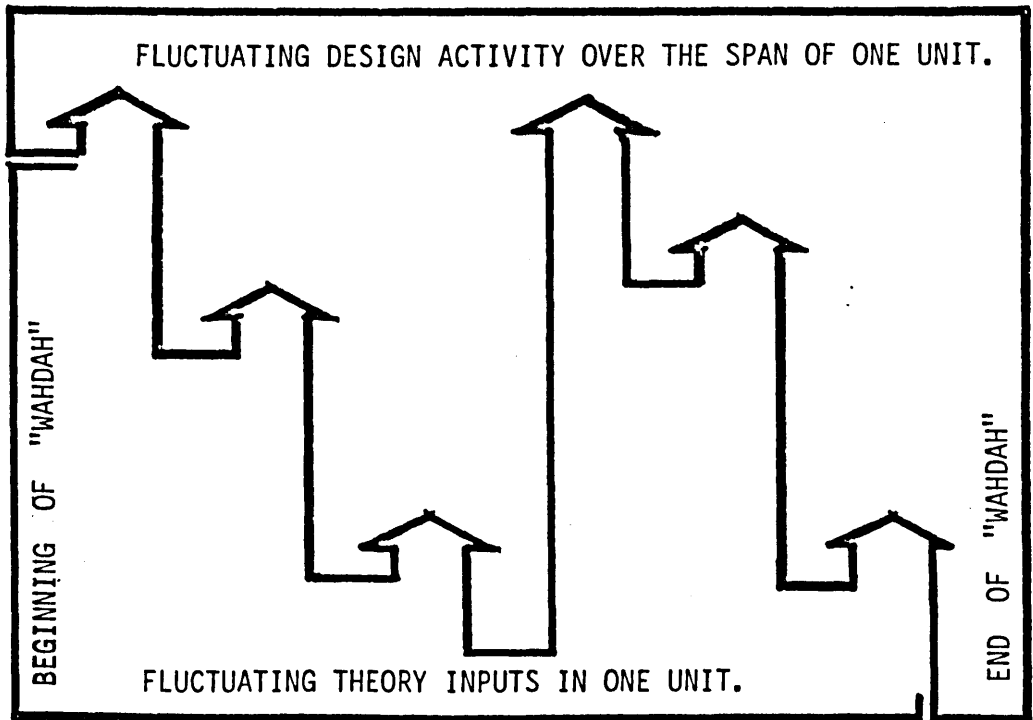 FLUCTUATING DESIGN ACTIVITY OVER THE SPAN OF ONE UNIT.
BEGINNING OF "WAHDAH"
END OF "WAHDAH"
FLUCTUATING THEORY INPUTS IN ONE UNIT.